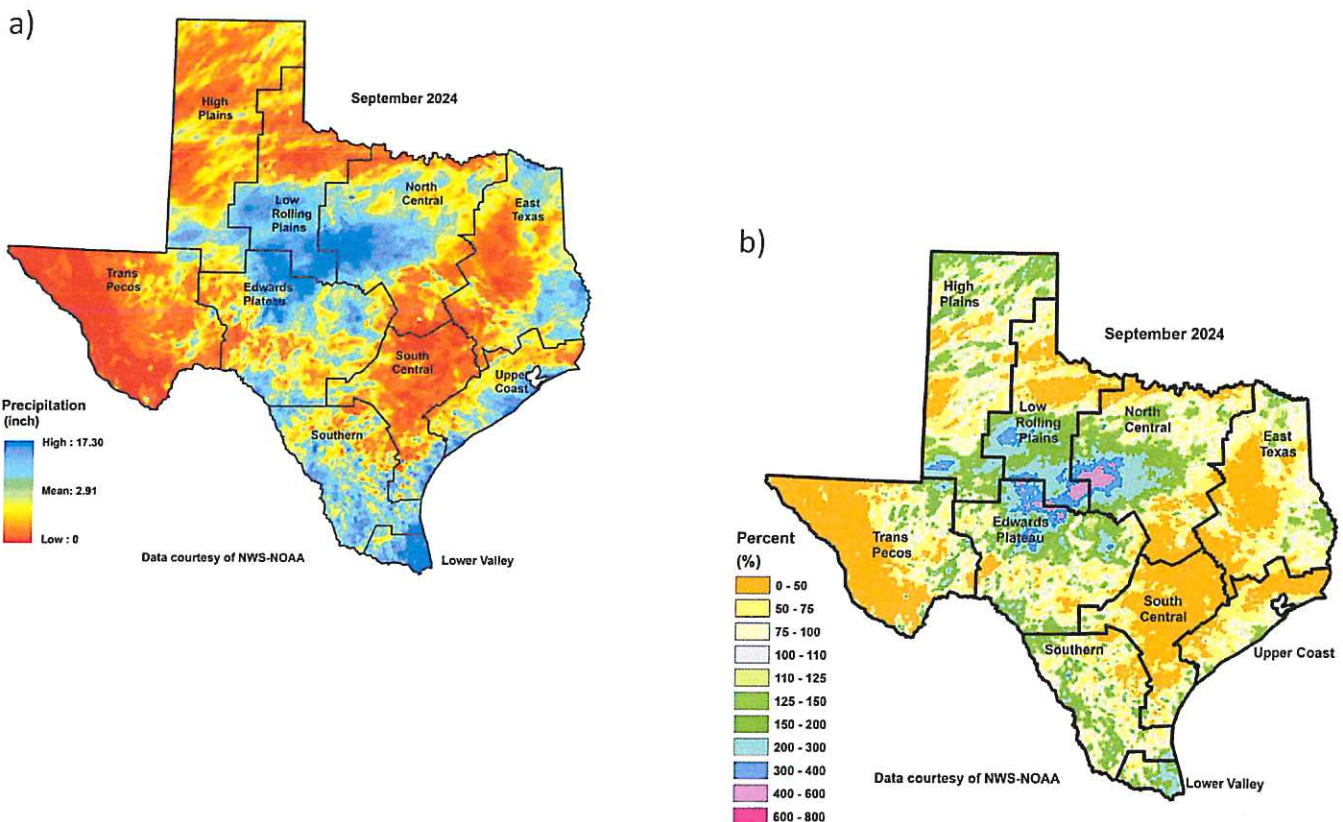 a)
September 2024
High
Plains
Low
Rolling
Plains
North
Central
East
Texas
Trans
Pecos
Edwards
Plateau
South
Central
Upper
Coast
Southern
Lower Valley
Precipitation
(inch)
High : 17.30
Mean: 2.91
Low : 0
Data courtesy of NWS-NOAA
b)
September 2024
High
Plains
Low
Rolling
Plains
North
Central
East
Texas
Trans
Pecos
Edwards
Plateau
South
Central
Upper Coast
Southern
Lower Valley
Percent
(%)
0 - 50
50 - 75
75 - 100
100 - 110
110 - 125
125 - 150
150 - 200
200 - 300
300 - 400
400 - 600
600 - 800
Data courtesy of NWS-NOAA